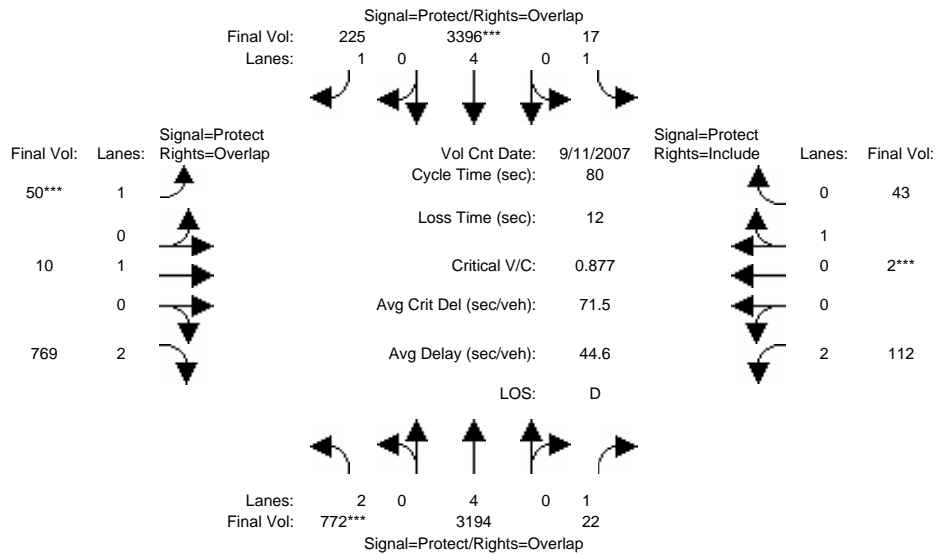 Signal=Protect/Rights=Overlap
Final Vol: 225 3396*** 17
Lanes: 1 0 4 0 1
Signal=Protect
Final Vol: Lanes: Rights=Overlap
Vol Cnt Date: 9/11/2007
Signal=Protect
Rights=Include Lanes: Final Vol:
Cycle Time (sec): 80
50*** 1
0 43
Loss Time (sec): 12
0
1
10 1
Critical V/C: 0.877
0 2***
0
Avg Crit Del (sec/veh): 71.5
0
769 2
Avg Delay (sec/veh): 44.6
2 112
LOS: D
Lanes: 2 0 4 0 1
Final Vol: 772*** 3194 22
Signal=Protect/Rights=Overlap